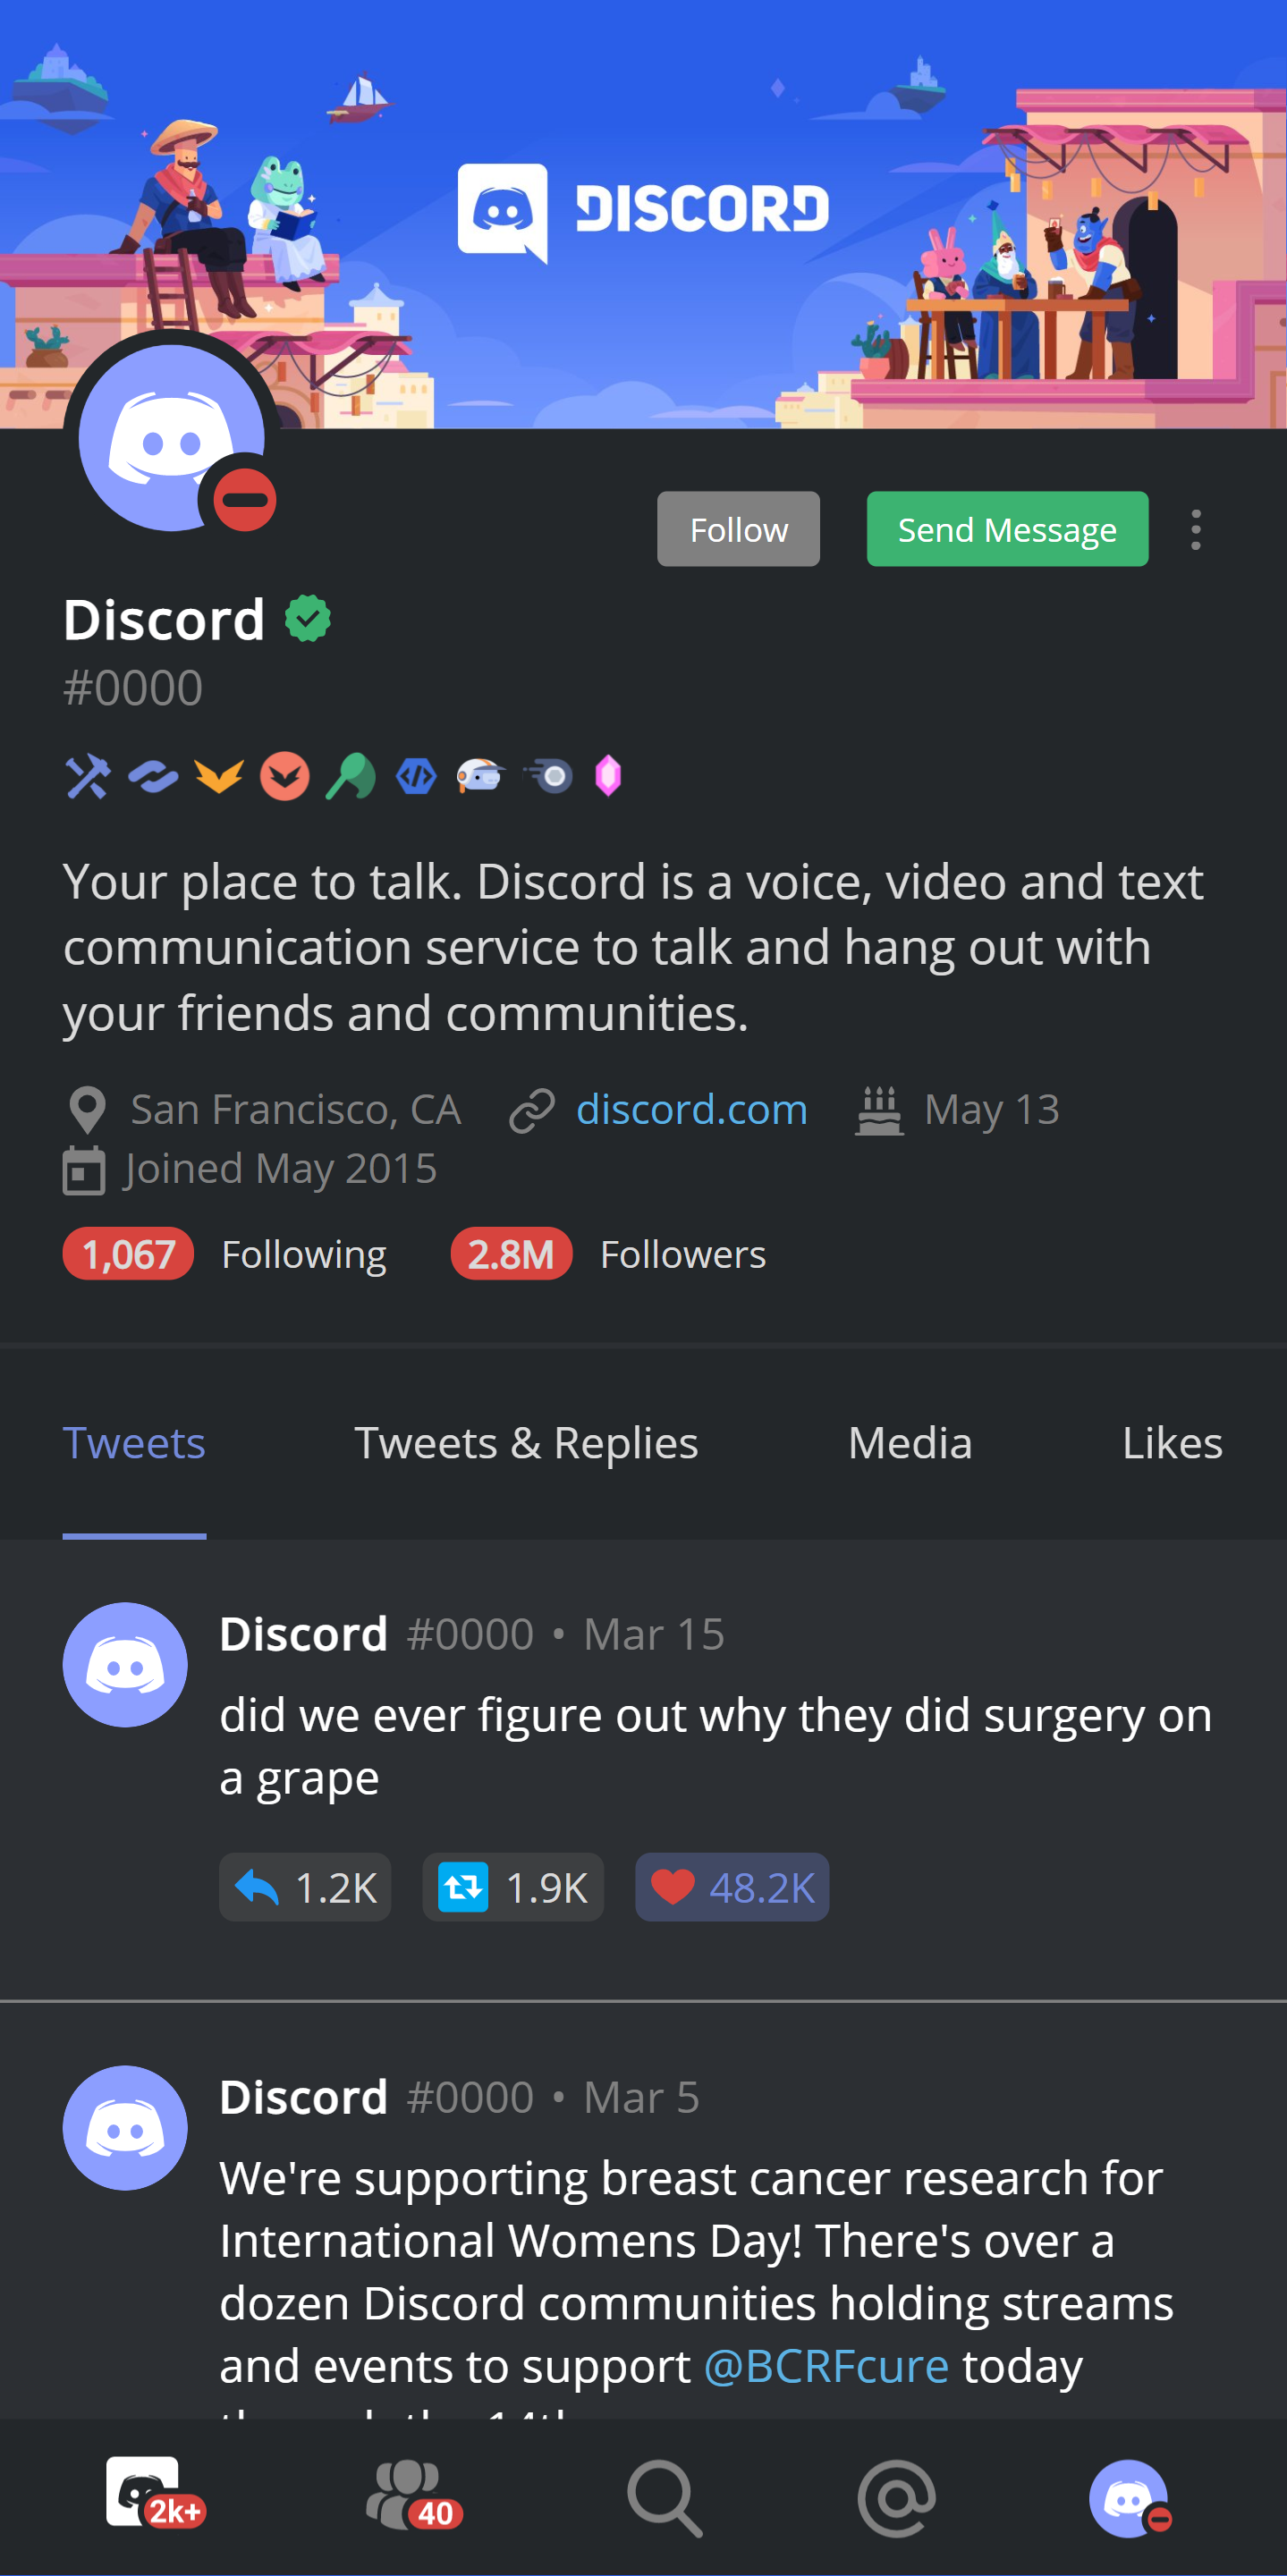 DISCORD
Follow
Send Message
Discord
#0000
Your place to talk. Discord is a voice, video and text
communication service to talk and hang out with
your friends and communities.
San Francisco, CA discord.com May 13
Joined May 2015
1,067 Following 2.8M Followers
Tweets Tweets & Replies Media Likes
Discord #0000 • Mar 15
did we ever figure out why they did surgery on
a grape
1.2K 1.9K 48.2K
Discord #0000 • Mar 5
We're supporting breast cancer research for
International Womens Day! There's over a
dozen Discord communities holding streams
and events to support @BCRFcure today
2k+ 40